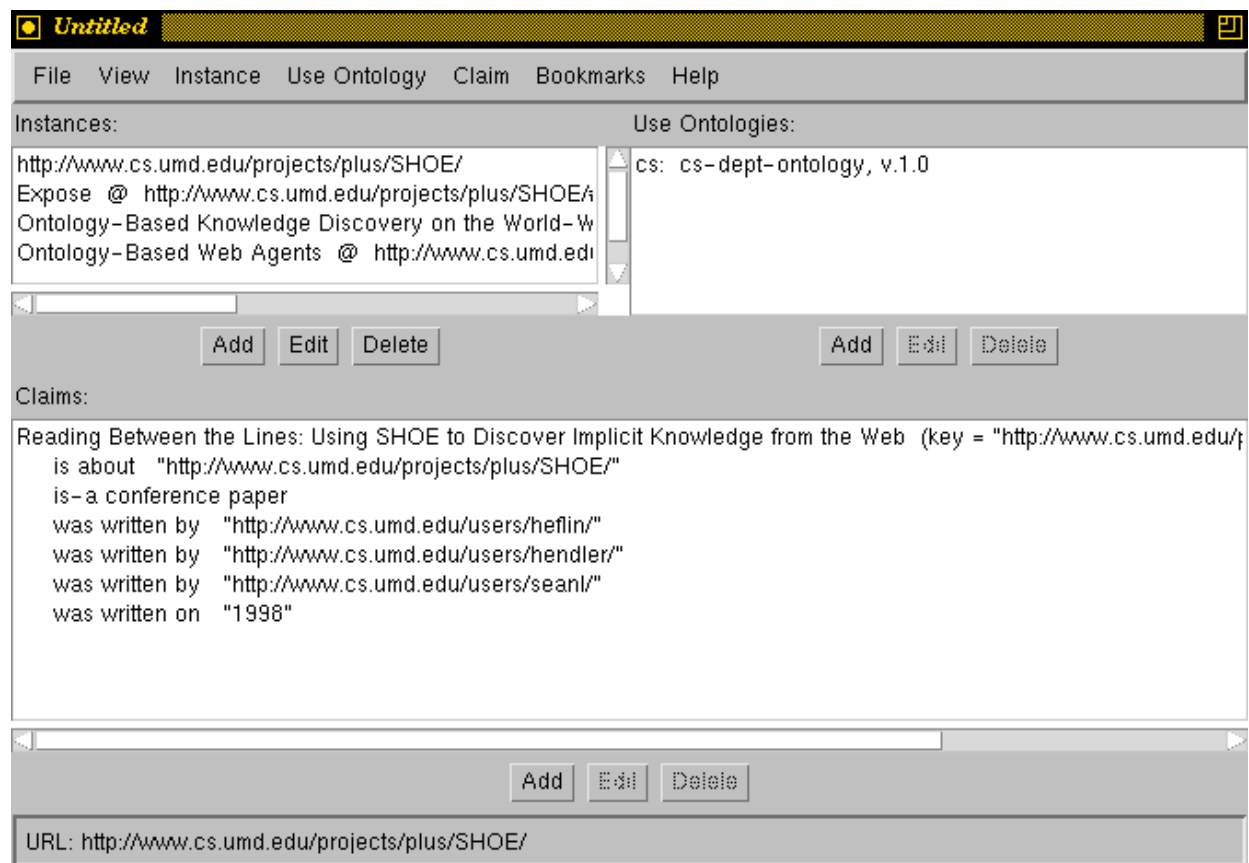 Untitled
File View Instance Use Ontology Claim Bookmarks Help
Instances:
http://www.cs.umd.edu/projects/plus/SHOE/
Expose @ http://www.cs.umd.edu/projects/plus/SHOE/
Ontology-Based Knowledge Discovery on the World-W
Ontology-Based Web Agents @ http://www.cs.umd.edu
Add Edit Delete
Use Ontologies:
cs: cs-dept-ontology, v.1.0
Add Edit Delete
Claims:
Reading Between the Lines: Using SHOE to Discover Implicit Knowledge from the Web (key = "http://www.cs.umd.edu/p
is about "http://www.cs.umd.edu/projects/plus/SHOE/"
is-a conference paper
was written by "http://www.cs.umd.edu/users/heflin/"
was written by "http://www.cs.umd.edu/users/hendler/"
was written by "http://www.cs.umd.edu/users/seanl/"
was written on "1998"
Add Edit Delete
URL: http://www.cs.umd.edu/projects/plus/SHOE/